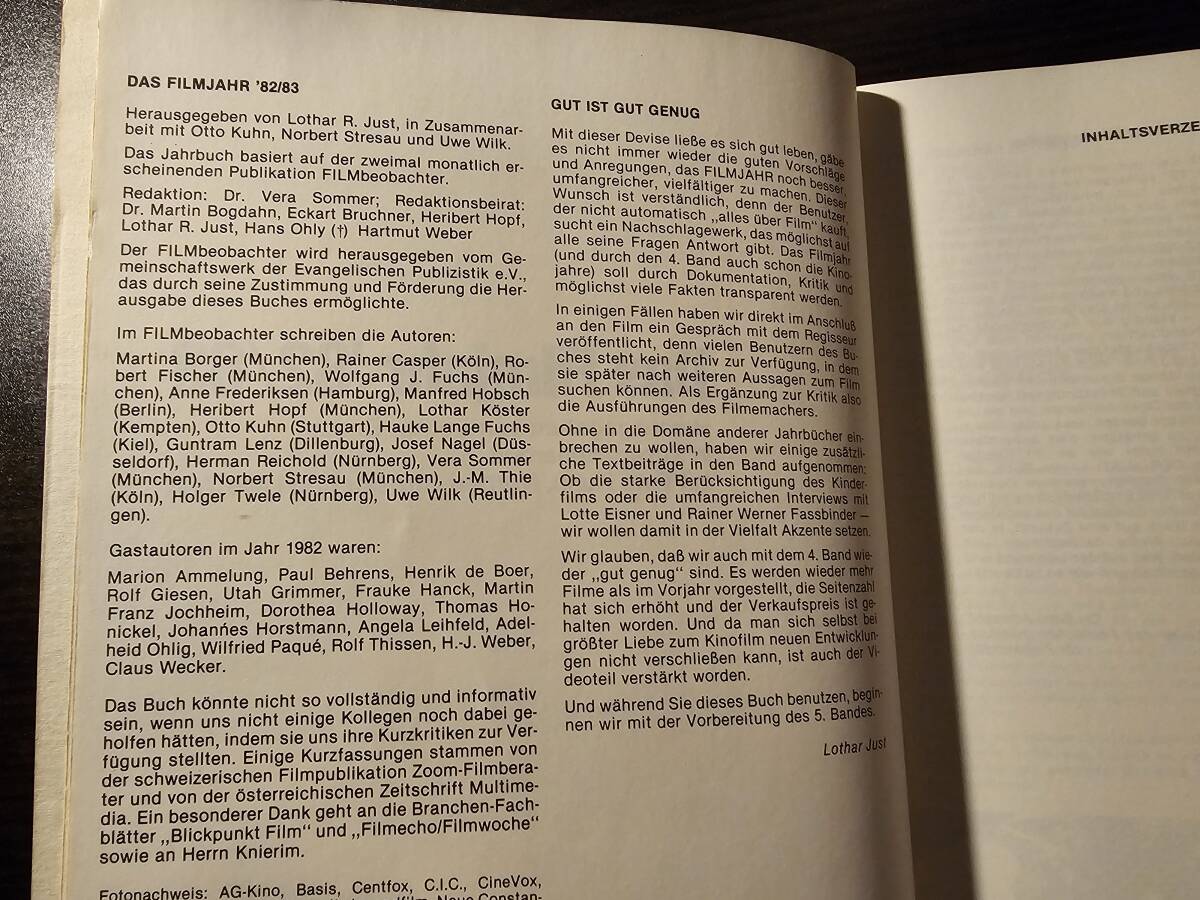 DAS FILMJAHR '82/83
Herausgegeben von Lothar R. Just, in Zusammenar-
beit mit Otto Kuhn, Norbert Stresau und Uwe Wilk.
Das Jahrbuch basiert auf der zweimal monatlich er-
scheinenden Publikation FILMbeobachter.
Redaktion: Dr. Vera Sommer; Redaktionsbeirat:
Dr. Martin Bogdahn, Eckart Bruchner, Heribert Hopf,
Lothar R. Just, Hans Ohly (†) Hartmut Weber
Der FILMbeobachter wird herausgegeben vom Ge-
meinschaftswerk der Evangelischen Publizistik e.V.,
das durch seine Zustimmung und Förderung die Her-
ausgabe dieses Buches ermöglichte.
Im FILMbeobachter schreiben die Autoren:
Martina Borger (München), Rainer Casper (Köln), Ro-
bert Fischer (München), Wolfgang J. Fuchs (Mün-
chen), Anne Frederiksen (Hamburg), Manfred Hobsch
(Berlin), Heribert Hopf (München), Lothar Köster
(Kempten), Otto Kuhn (Stuttgart), Hauke Lange Fuchs
(Kiel), Guntram Lenz (Dillenburg), Josef Nagel (Düs-
seldorf), Herman Reichold (Nürnberg), Vera Sommer
(München), Norbert Stresau (München), J.-M. Thie
(Köln), Holger Twele (Nürnberg), Uwe Wilk (Reutlin-
gen).
Gastautoren im Jahr 1982 waren:
Marion Ammelung, Paul Behrens, Henrik de Boer,
Rolf Giesen, Utah Grimmer, Frauke Hanck, Martin
Franz Jochheim, Dorothea Holloway, Thomas Ho-
nickel, Johannes Horstmann, Angela Leihfeld, Adel-
heid Ohlig, Wilfried Paqué, Rolf Thissen, H.-J. Weber,
Claus Wecker.
Das Buch könnte nicht so vollständig und informativ
sein, wenn uns nicht einige Kollegen noch dabei ge-
holfen hätten, indem sie uns ihre Kurzkritiken zur Ver-
fügung stellten. Einige Kurzfassungen stammen von
der schweizerischen Filmpublikation Zoom-Filmbera-
ter und von der österreichischen Zeitschrift Multime-
dia. Ein besonderer Dank geht an die Branchen-Fach-
blätter „Blickpunkt Film“ und „Filmecho/Filmwoche“
sowie an Herrn Knierim.
Fotonachweis: AG-Kino, Basis, Centfox, C.I.C., CineVox,
GUT IST GUT GENUG
Mit dieser Devise ließe es sich gut leben, gäbe
es nicht immer wieder die guten Vorschläge
und Anregungen, das FILMJAHR noch besser,
umfangreicher, vielfältiger zu machen. Dieser
Wunsch ist verständlich, denn der Benutzer,
der nicht automatisch „alles über Film“ kauft,
sucht ein Nachschlagewerk, das möglichst auf
alle seine Fragen Antwort gibt. Das Filmjahr
(und durch den 4. Band auch schon die Kino-
jahre) soll durch Dokumentation, Kritik und
möglichst viele Fakten transparent werden.
In einigen Fällen haben wir direkt im Anschluß
an den Film ein Gespräch mit dem Regisseur
veröffentlicht, denn vielen Benutzern des Bu-
ches steht kein Archiv zur Verfügung, in dem
sie später nach weiteren Aussagen zum Film
suchen können. Als Ergänzung zur Kritik also
die Ausführungen des Filmemachers.
Ohne in die Domäne anderer Jahrbücher ein-
brechen zu wollen, haben wir einige zusätzli-
che Textbeiträge in den Band aufgenommen:
Ob die starke Berücksichtigung des Kinder-
films oder die umfangreichen Interviews mit
Lotte Eisner und Rainer Werner Fassbinder –
wir wollen damit in der Vielfalt Akzente setzen.
Wir glauben, daß wir auch mit dem 4. Band wie-
der „gut genug“ sind. Es werden wieder mehr
Filme als im Vorjahr vorgestellt, die Seitenzahl
hat sich erhöht und der Verkaufspreis ist ge-
halten worden. Und da man sich selbst bei
größter Liebe zum Kinofilm neuen Entwicklun-
gen nicht verschließen kann, ist auch der Vi-
deoteil verstärkt worden.
Und während Sie dieses Buch benutzen, begin-
nen wir mit der Vorbereitung des 5. Bandes.
Lothar Just
INHALTSVERZE